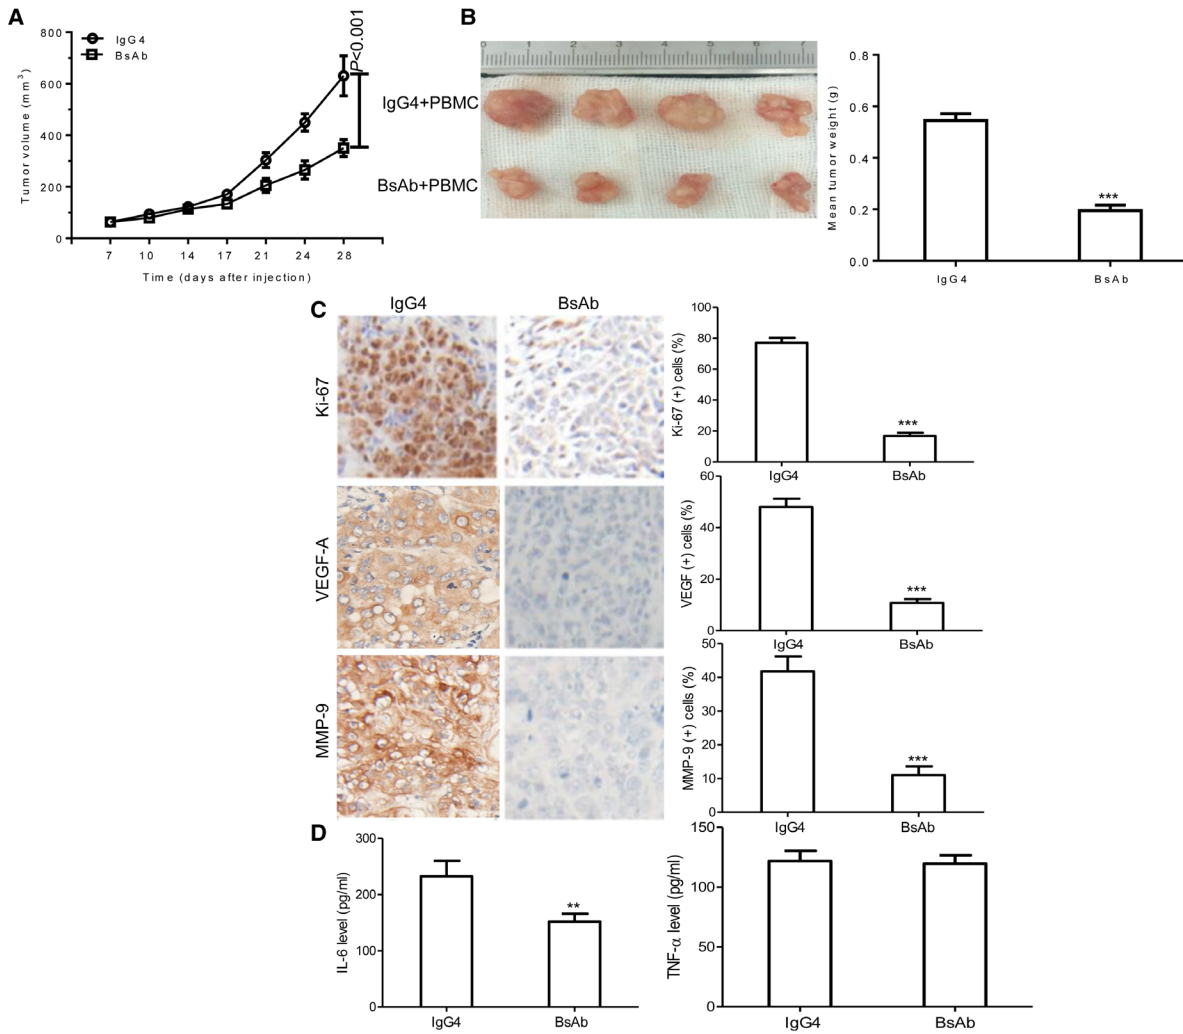 A
800
600
400
200
0
Tumor volume (mm³)
IgG4
BsAb
P<0.001
7 10 14 17 21 24 28
Time (days after injection)
B
0 1 2 3 4 5 6 7
IgG4+PBMC
BsAb+PBMC
0.8
0.6
0.4
0.2
0.0
Mean tumor weight (g)
***
IgG4 BsAb
C
IgG4 BsAb
Ki-67
VEGF-A
MMP-9
100
80
60
40
20
0
Ki-67 (+) cells (%)
***
IgG4 BsAb
60
40
20
0
VEGF (+) cells (%)
***
IgG4 BsAb
50
40
30
20
10
0
MMP-9 (+) cells (%)
***
IgG4 BsAb
D
300
200
100
0
IL-6 level (pg/ml)
**
IgG4 BsAb
150
100
50
0
TNF-α level (pg/ml)
IgG4 BsAb